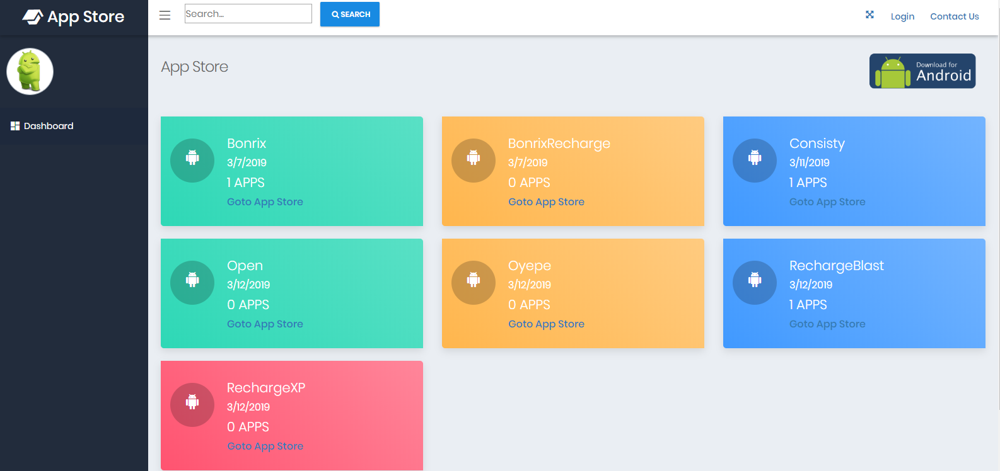 App Store
Search...
SEARCH
Login
Contact Us
App Store
Download for
Android
Dashboard
Bonrix
3/7/2019
1 APPS
Goto App Store
BonrixRecharge
3/7/2019
0 APPS
Goto App Store
Consisty
3/11/2019
1 APPS
Goto App Store
Open
3/12/2019
0 APPS
Goto App Store
Oyepe
3/12/2019
0 APPS
Goto App Store
RechargeBlast
3/12/2019
1 APPS
Goto App Store
RechargeXP
3/12/2019
0 APPS
Goto App Store